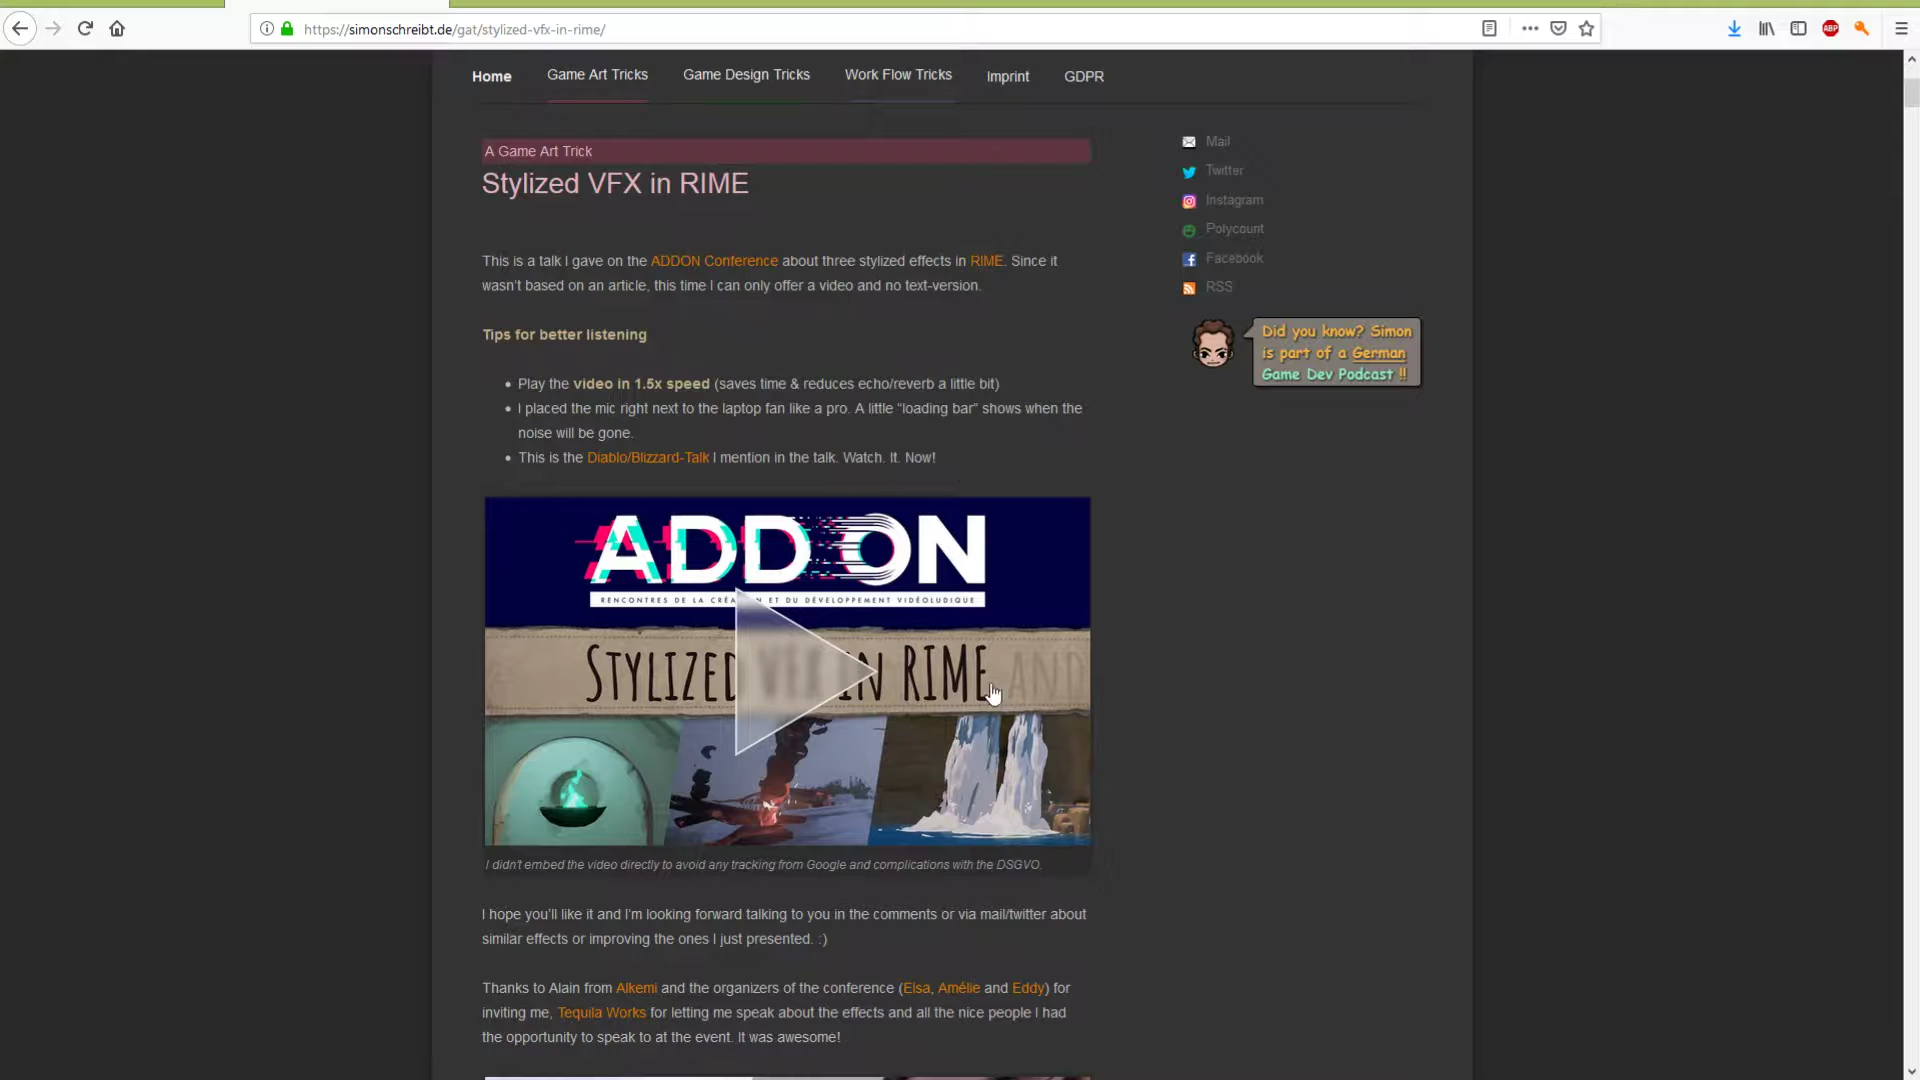 https://simonschreibt.de/gat/stylized-vfx-in-rime/
ABP
Home Game Art Tricks Game Design Tricks Work Flow Tricks Imprint GDPR
A Game Art Trick
Stylized VFX in RIME
This is a talk I gave on the ADDON Conference about three stylized effects in RIME. Since it
wasn't based on an article, this time I can only offer a video and no text-version.
Tips for better listening
• Play the video in 1.5x speed (saves time & reduces echo/reverb a little bit)
• I placed the mic right next to the laptop fan like a pro. A little “loading bar” shows when the
noise will be gone.
• This is the Diablo/Blizzard-Talk I mention in the talk. Watch. It. Now!
ADD ON
RENCONTRES DE LA CRÉATION ET DU DÉVELOPPEMENT VIDÉOLUDIQUE
STYLIZED VFX IN RIME AND
I didn't embed the video directly to avoid any tracking from Google and complications with the DSGVO.
I hope you'll like it and I'm looking forward talking to you in the comments or via mail/twitter about
similar effects or improving the ones I just presented. :)
Thanks to Alain from Alkemi and the organizers of the conference (Elsa, Amélie and Eddy) for
inviting me, Tequila Works for letting me speak about the effects and all the nice people I had
the opportunity to speak to at the event. It was awesome!
Mail
Twitter
Instagram
Polycount
Facebook
RSS
Did you know? Simon
is part of a German
Game Dev Podcast !!